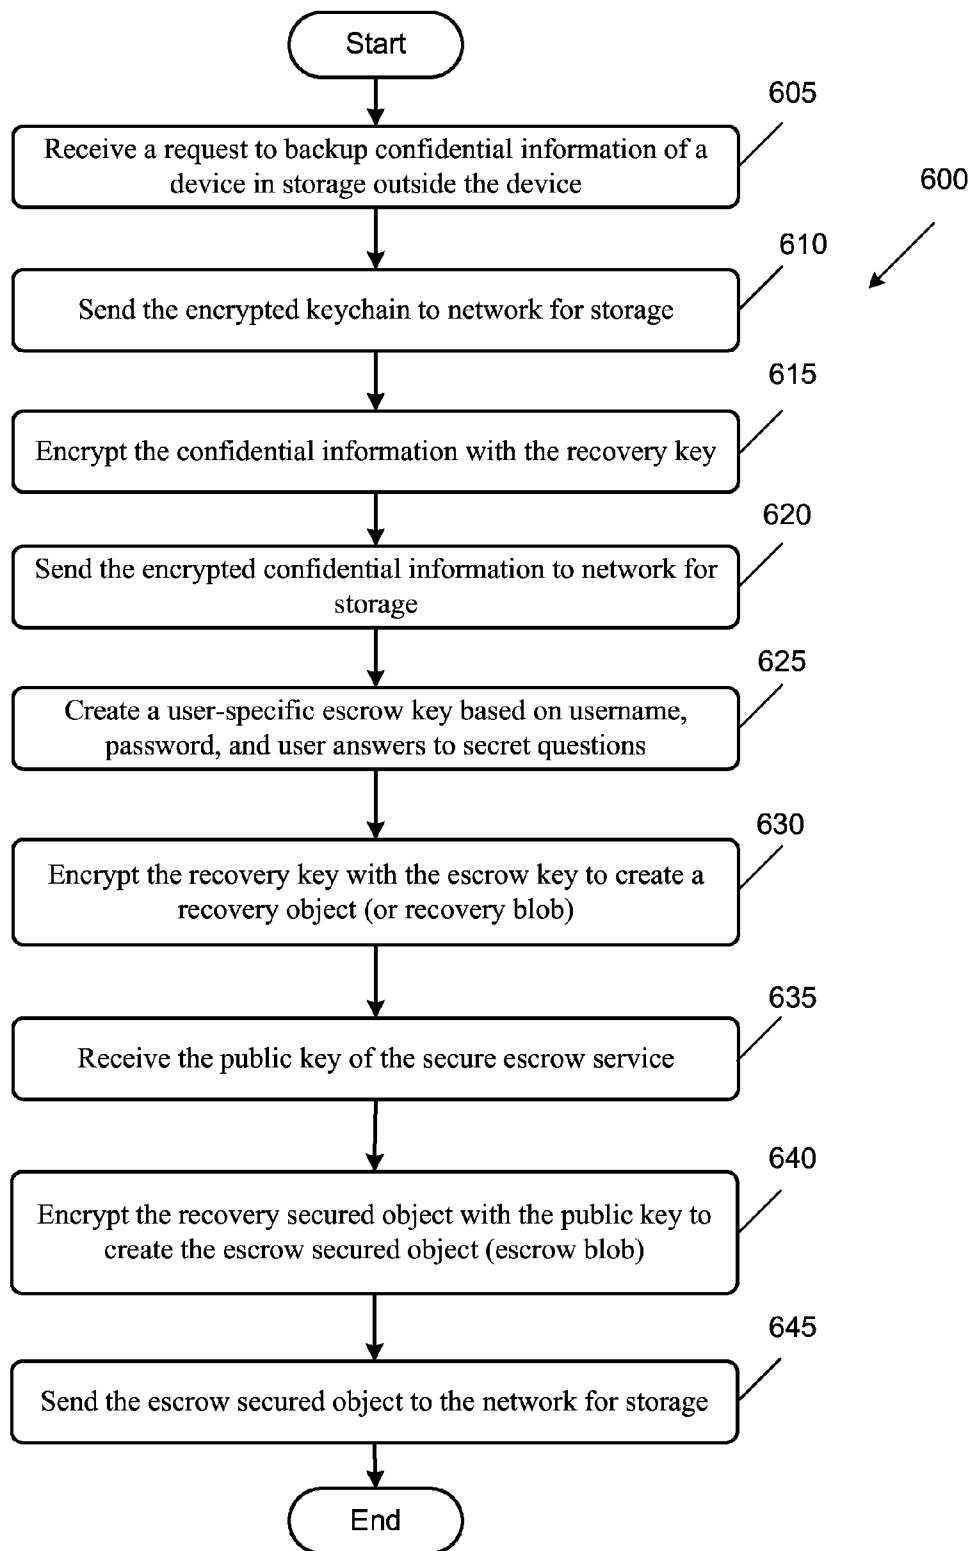 Start
605
Receive a request to backup confidential information of a
device in storage outside the device
600
610
Send the encrypted keychain to network for storage
615
Encrypt the confidential information with the recovery key
620
Send the encrypted confidential information to network for
storage
625
Create a user-specific escrow key based on username,
password, and user answers to secret questions
630
Encrypt the recovery key with the escrow key to create a
recovery object (or recovery blob)
635
Receive the public key of the secure escrow service
640
Encrypt the recovery secured object with the public key to
create the escrow secured object (escrow blob)
645
Send the escrow secured object to the network for storage
End